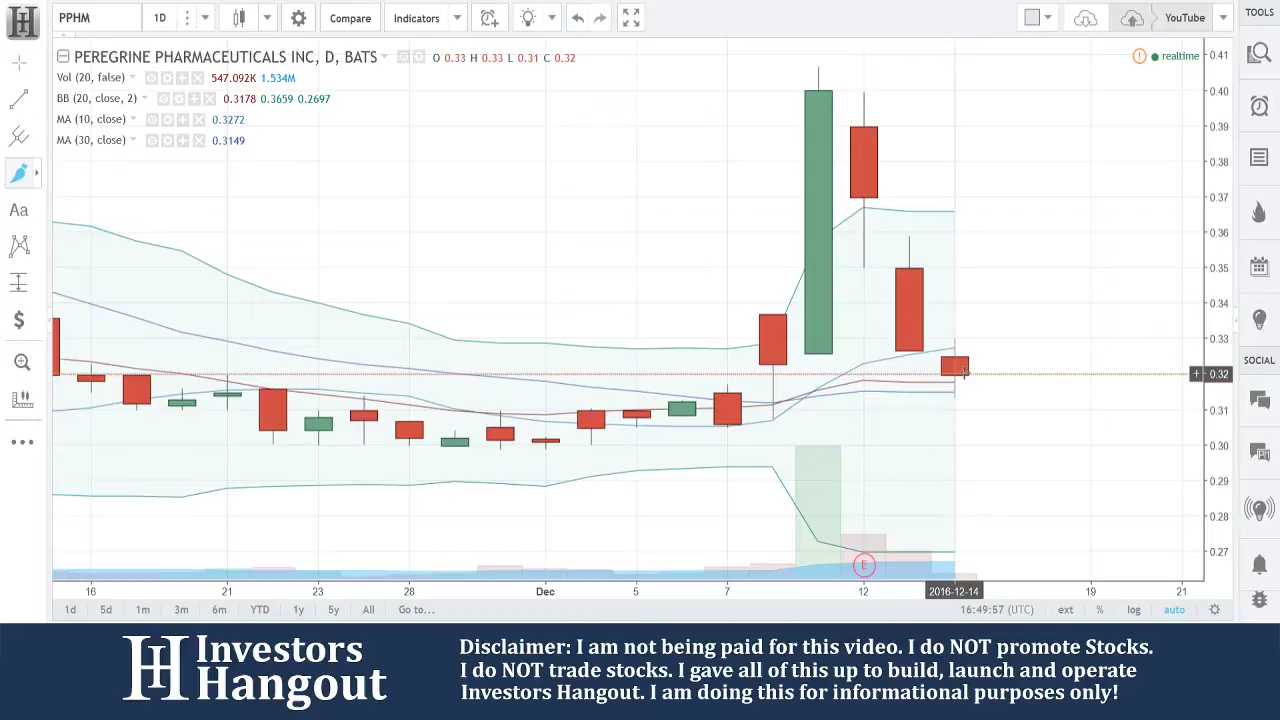 PPHM 1D Compare Indicators YouTube TOOLS
PEREGRINE PHARMACEUTICALS INC, D, BATS O 0.33 H 0.33 L 0.31 C 0.32 realtime
Vol (20, false) 547.092K 1.534M
BB (20, close, 2) 0.3178 0.3659 0.2697
MA (10, close) 0.3272
MA (30, close) 0.3149
0.41
0.40
0.39
0.38
0.37
0.36
0.35
0.34
0.33
SOCIAL
0.32
0.31
0.30
0.29
0.28
0.27
E
16 21 23 28 Dec 5 7 12 2016-12-14 19 21
1d 5d 1m 3m 6m YTD 1y 5y All Go to... 16:49:57 (UTC) ext % log auto
Aa
$
IH Investors Hangout
Disclaimer: I am not being paid for this video. I do NOT promote Stocks.
I do NOT trade stocks. I gave all of this up to build, launch and operate
Investors Hangout. I am doing this for informational purposes only!